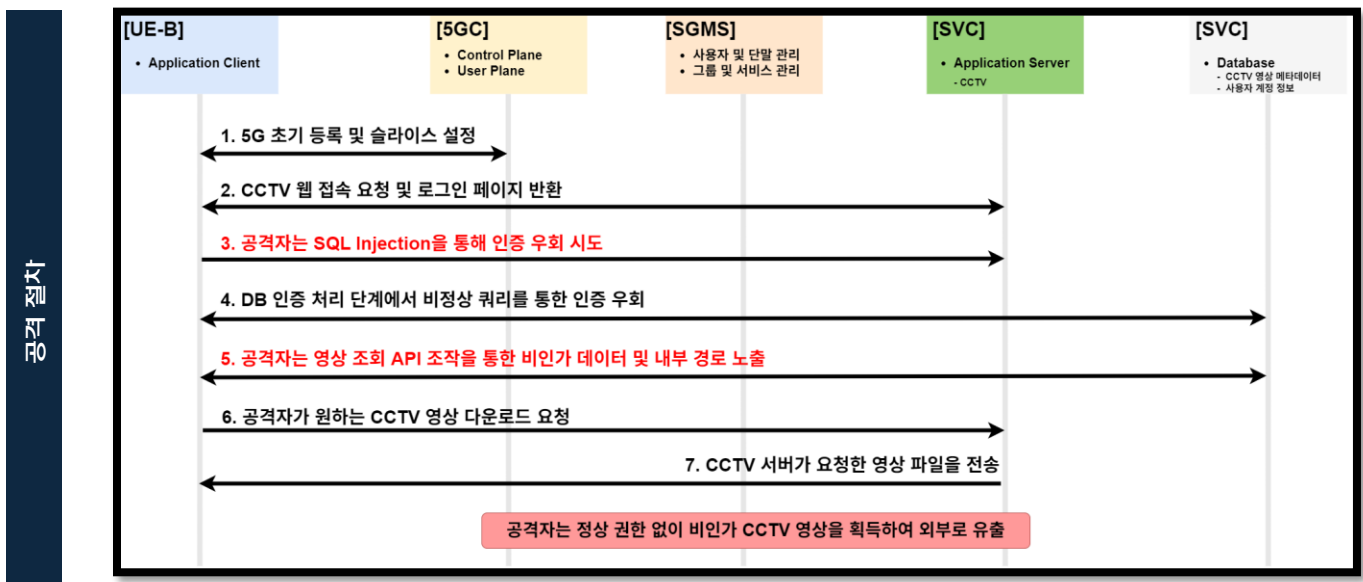 공격 절차
[UE-B]
• Application Client
[5GC]
• Control Plane
• User Plane
[SGMS]
• 사용자 및 단말 관리
• 그룹 및 서비스 관리
[SVC]
• Application Server
- CCTV
[SVC]
• Database
- CCTV 영상 메타데이터
- 사용자 계정 정보
1. 5G 초기 등록 및 슬라이스 설정
2. CCTV 웹 접속 요청 및 로그인 페이지 반환
3. 공격자는 SQL Injection을 통해 인증 우회 시도
4. DB 인증 처리 단계에서 비정상 쿼리를 통한 인증 우회
5. 공격자는 영상 조회 API 조작을 통한 비인가 데이터 및 내부 경로 노출
6. 공격자가 원하는 CCTV 영상 다운로드 요청
7. CCTV 서버가 요청한 영상 파일을 전송
공격자는 정상 권한 없이 비인가 CCTV 영상을 획득하여 외부로 유출